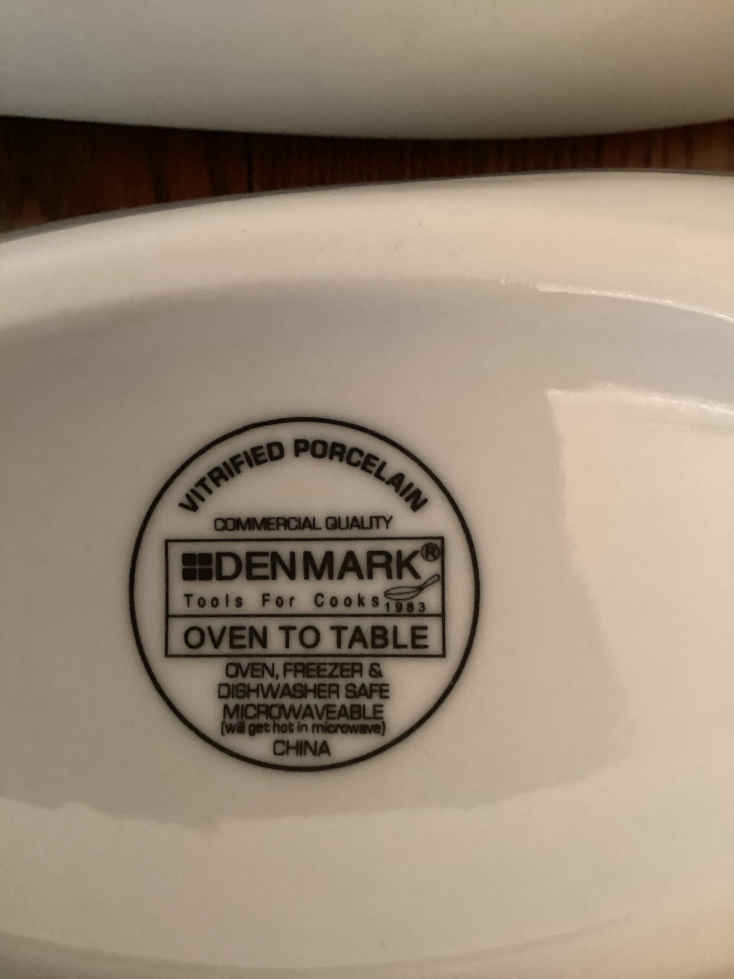 VITRIFIED PORCELAIN
COMMERCIAL QUALITY
DENMARK®
Tools For Cooks
1983
OVEN TO TABLE
OVEN, FREEZER &
DISHWASHER SAFE
MICROWAVEABLE
(will get hot in microwave)
CHINA